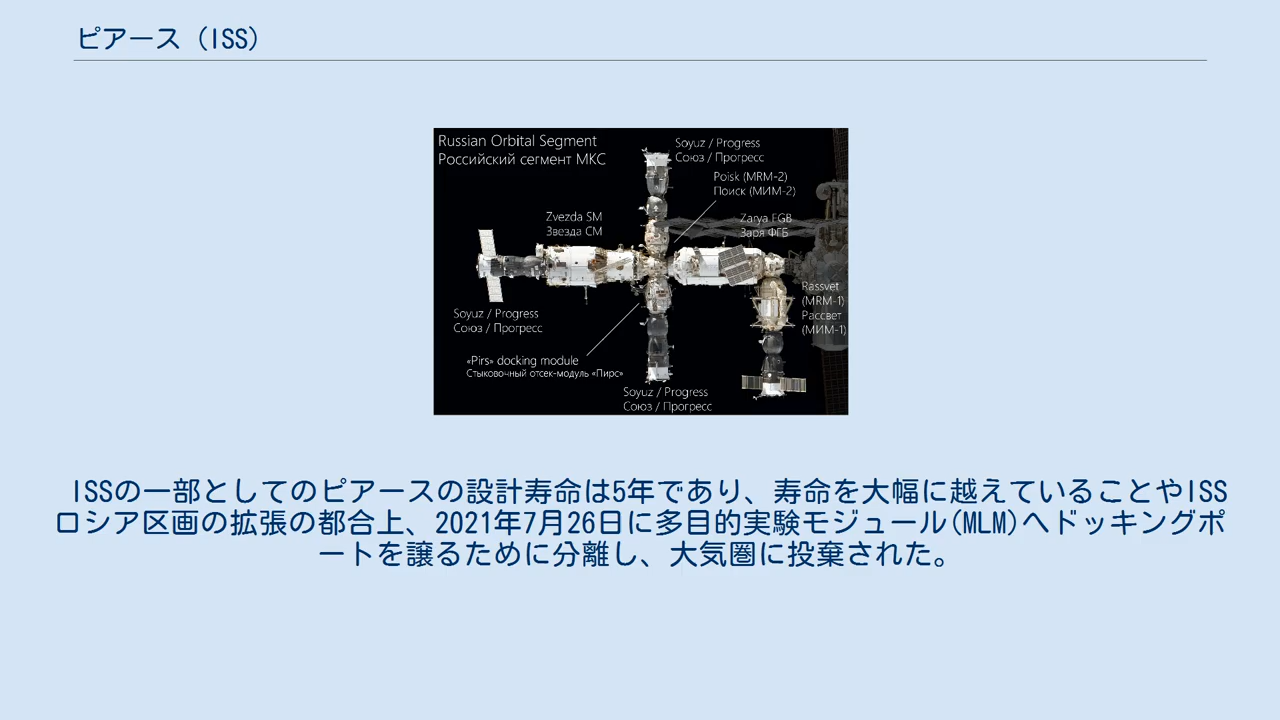 ピアース（ISS）
Russian Orbital Segment
Российский сегмент МКС
Soyuz / Progress
Союз / Прогресс
Poisk (MRM-2)
Поиск (МИМ-2)
Zvezda SM
Звезда СМ
Zarya FGB
Заря ФГБ
Rassvet
(MRM-1)
Рассвет
(МИМ-1)
Soyuz / Progress
Союз / Прогресс
«Pirs» docking module
Стыковочный отсек-модуль «Пирс»
Soyuz / Progress
Союз / Прогресс
ISSの一部としてのピアースの設計寿命は5年であり、寿命を大幅に越えていることやISS
ロシア区画の拡張の都合上、2021年7月26日に多目的実験モジュール(MLM)へドッキングポ
ートを譲るために分離し、大気圏に投棄された。